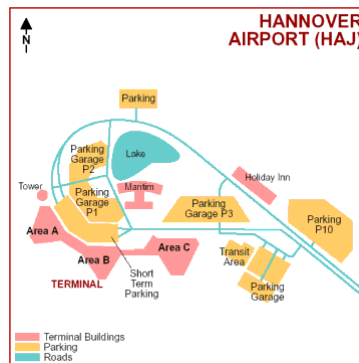 HANNOVER
AIRPORT (HAJ)
N
Parking
Parking
Garage
P2
Lake
Holiday Inn
Tower
Maritim
Parking
Garage
P1
Parking
Garage P3
Parking
P10
Area A
Area B
Area C
TERMINAL
Short
Term
Parking
Transit
Area
Parking
Garage
Terminal Buildings
Parking
Roads